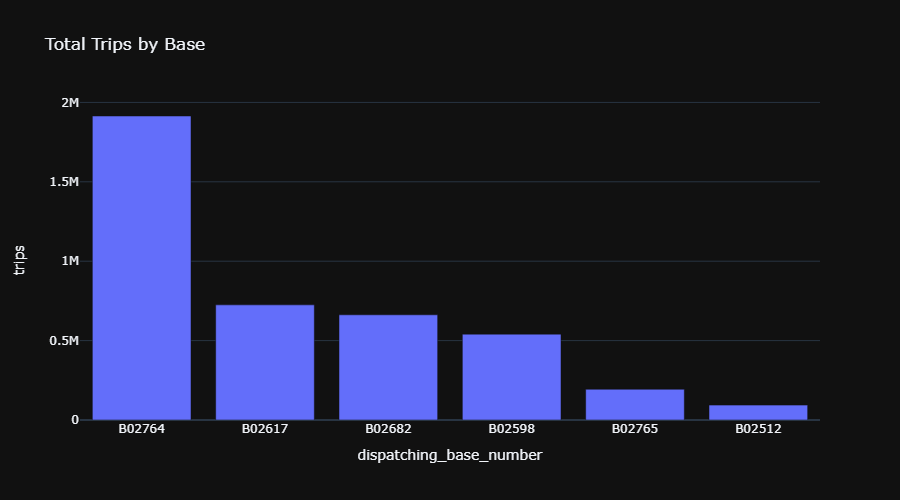 Total Trips by Base
2M
1.5M
1M
0.5M
0
trips
B02764 B02617 B02682 B02598 B02765 B02512
dispatching_base_number